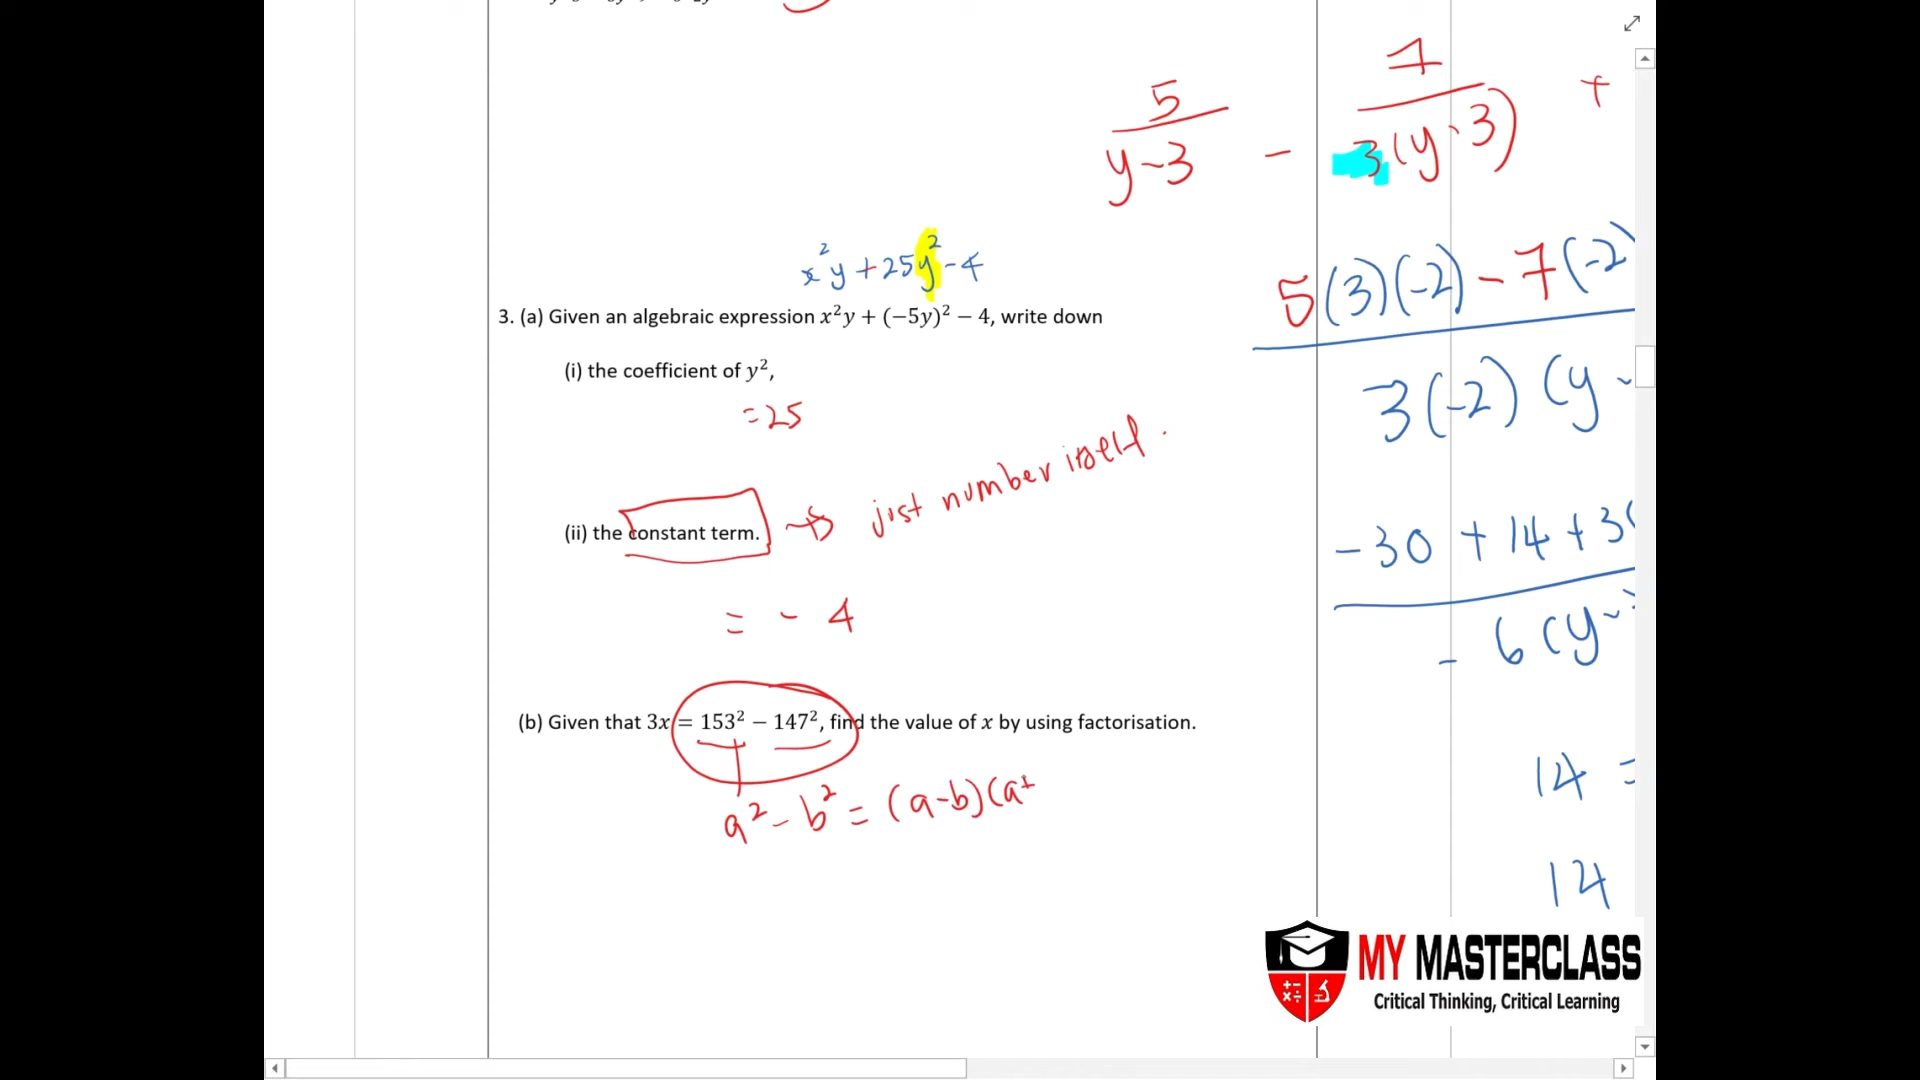 5/(y-3) - 7/(3(y-3)) +
5(3)(-2) - 7(-2)
3(-2)(y-
x²y + 25y² - 4
3. (a) Given an algebraic expression x²y + (−5y)² − 4, write down
(i) the coefficient of y²,
= 25
(ii) the constant term. → just number itself.
= - 4
-30 + 14 + 3
- 6(y-
(b) Given that 3x = 153² − 147², find the value of x by using factorisation.
a² - b² = (a-b)(a+
14 =
14
MY MASTERCLASS
Critical Thinking, Critical Learning